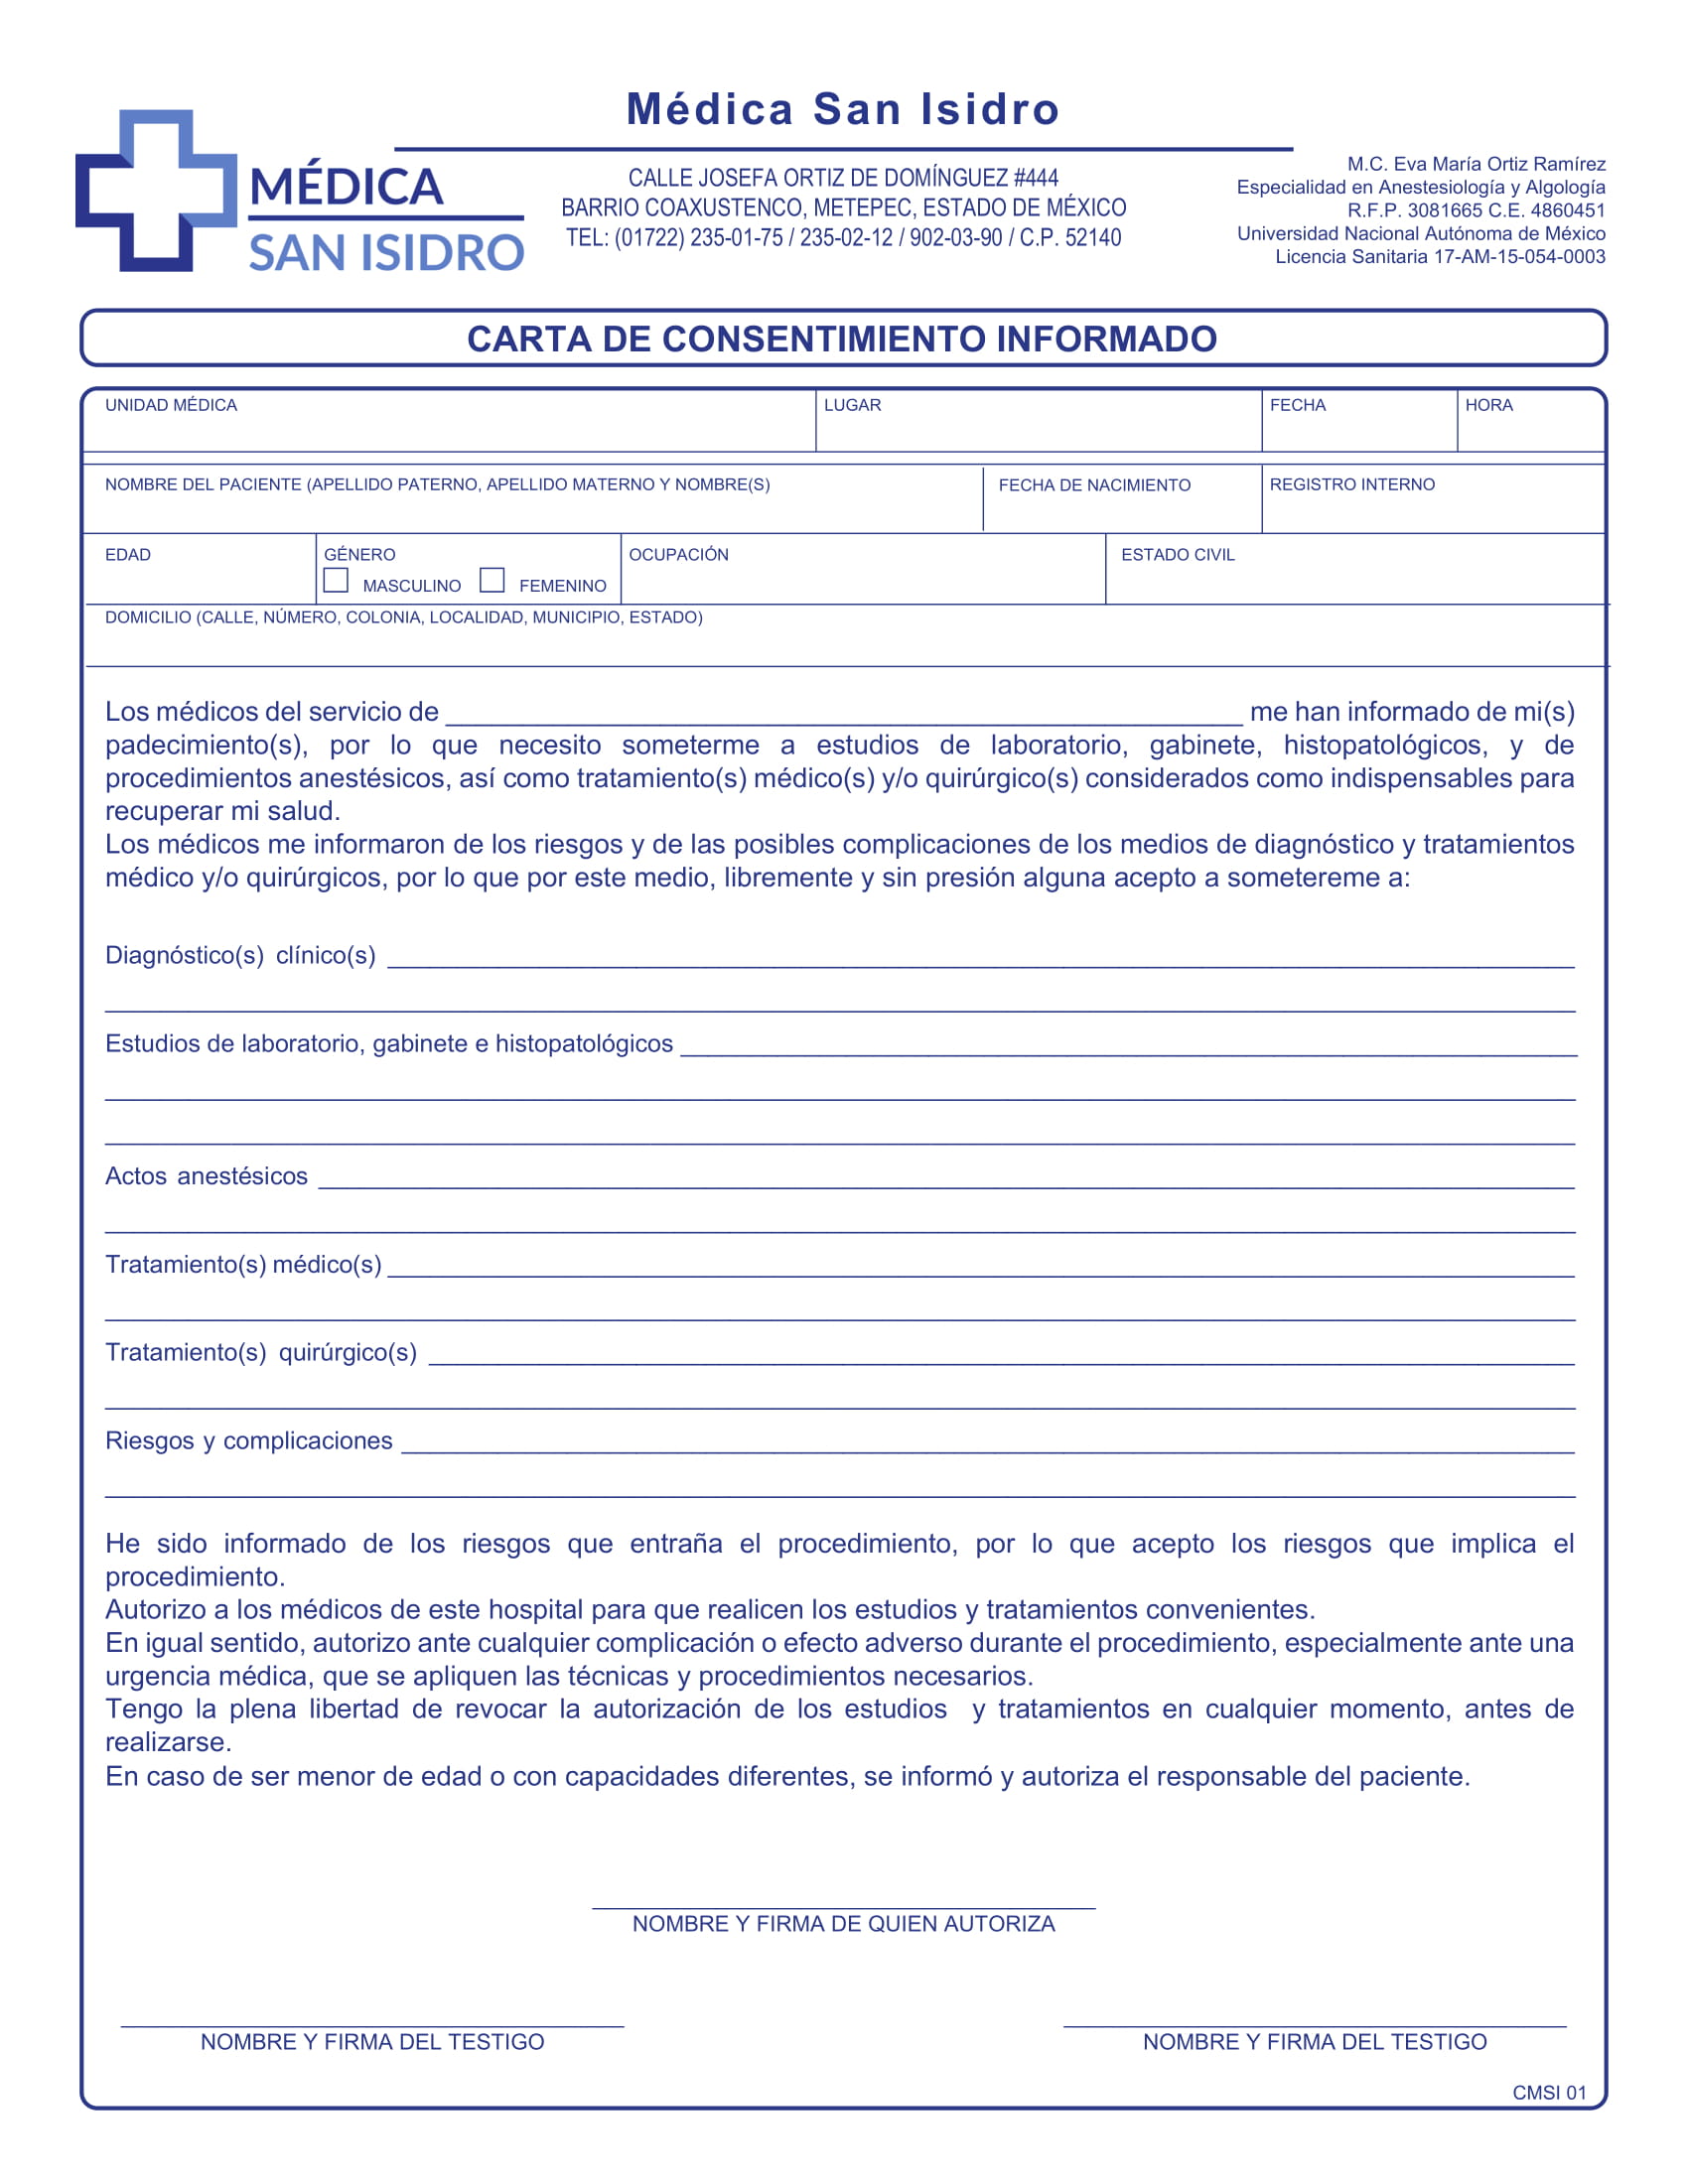 Médica San Isidro
MÉDICA
SAN ISIDRO
CALLE JOSEFA ORTIZ DE DOMÍNGUEZ #444
BARRIO COAXUSTENCO, METEPEC, ESTADO DE MÉXICO
TEL: (01722) 235-01-75 / 235-02-12 / 902-03-90 / C.P. 52140
M.C. Eva María Ortiz Ramírez
Especialidad en Anestesiología y Algología
R.F.P. 3081665 C.E. 4860451
Universidad Nacional Autónoma de México
Licencia Sanitaria 17-AM-15-054-0003
CARTA DE CONSENTIMIENTO INFORMADO
UNIDAD MÉDICA LUGAR FECHA HORA
NOMBRE DEL PACIENTE (APELLIDO PATERNO, APELLIDO MATERNO Y NOMBRE(S) FECHA DE NACIMIENTO REGISTRO INTERNO
EDAD GÉNERO OCUPACIÓN ESTADO CIVIL
MASCULINO FEMENINO
DOMICILIO (CALLE, NÚMERO, COLONIA, LOCALIDAD, MUNICIPIO, ESTADO)
Los médicos del servicio de me han informado de mi(s)
padecimiento(s), por lo que necesito someterme a estudios de laboratorio, gabinete, histopatológicos, y de
procedimientos anestésicos, así como tratamiento(s) médico(s) y/o quirúrgico(s) considerados como indispensables para
recuperar mi salud.
Los médicos me informaron de los riesgos y de las posibles complicaciones de los medios de diagnóstico y tratamientos
médico y/o quirúrgicos, por lo que por este medio, libremente y sin presión alguna acepto a sometereme a:
Diagnóstico(s) clínico(s)
Estudios de laboratorio, gabinete e histopatológicos
Actos anestésicos
Tratamiento(s) médico(s)
Tratamiento(s) quirúrgico(s)
Riesgos y complicaciones
He sido informado de los riesgos que entraña el procedimiento, por lo que acepto los riesgos que implica el
procedimiento.
Autorizo a los médicos de este hospital para que realicen los estudios y tratamientos convenientes.
En igual sentido, autorizo ante cualquier complicación o efecto adverso durante el procedimiento, especialmente ante una
urgencia médica, que se apliquen las técnicas y procedimientos necesarios.
Tengo la plena libertad de revocar la autorización de los estudios y tratamientos en cualquier momento, antes de
realizarse.
En caso de ser menor de edad o con capacidades diferentes, se informó y autoriza el responsable del paciente.
NOMBRE Y FIRMA DE QUIEN AUTORIZA
NOMBRE Y FIRMA DEL TESTIGO NOMBRE Y FIRMA DEL TESTIGO
CMSI 01